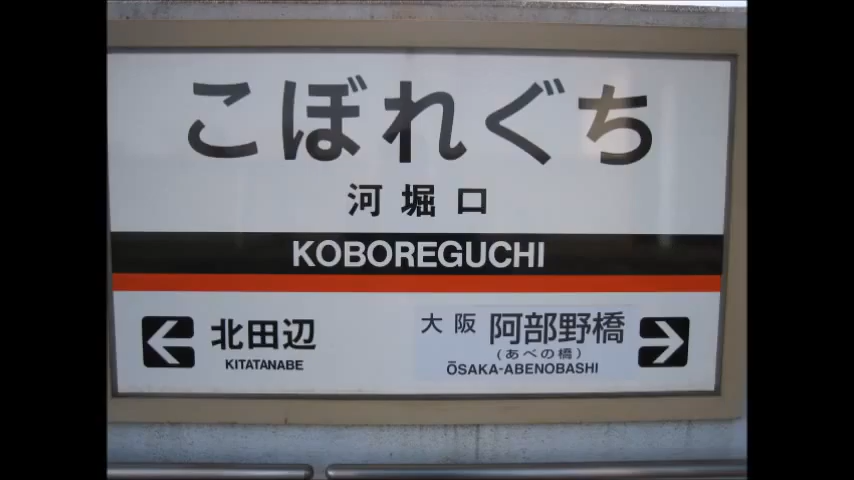 こぼれぐち
河堀口
KOBOREGUCHI
北田辺
KITATANABE
大阪 阿部野橋
(あべの橋)
ŌSAKA-ABENOBASHI